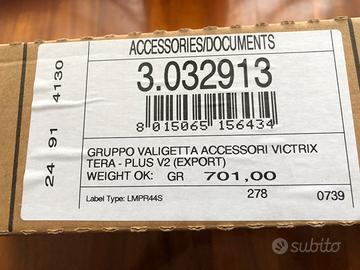 ACCESSORIES/DOCUMENTS
3.032913
24 91 4130
8 015065 156434
GRUPPO VALIGETTA ACCESSORI VICTRIX
TERA - PLUS V2 (EXPORT)
WEIGHT OK: GR 701,00
Label Type: LMPR44S 278 0739
subito